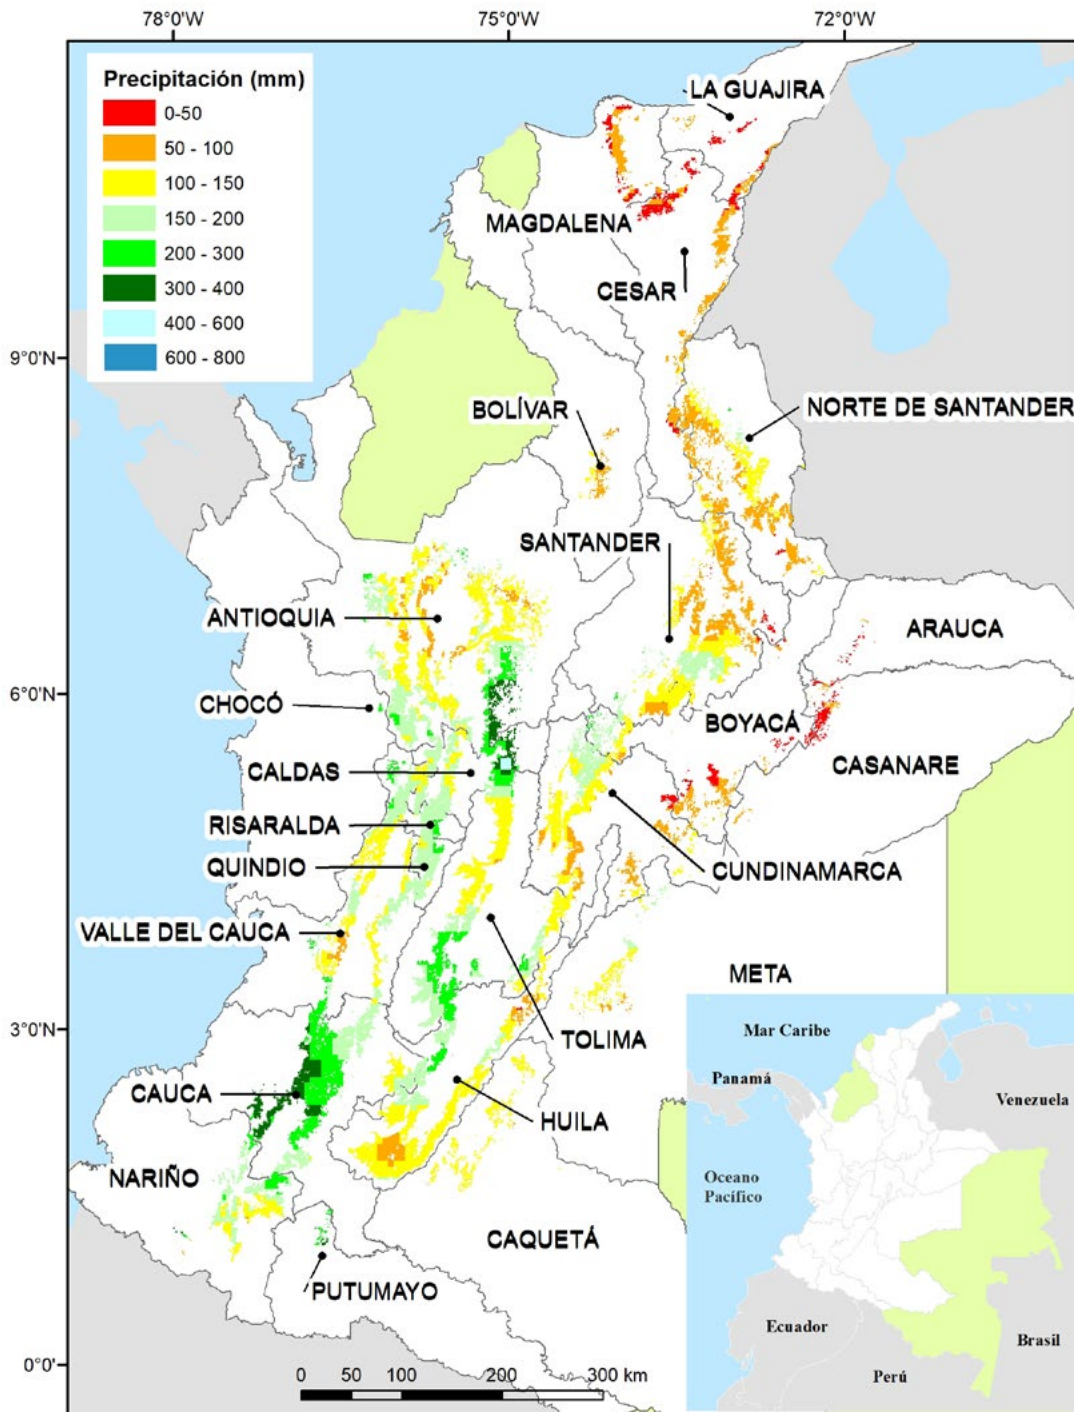 78°0'W
75°0'W
72°0'W
Precipitación (mm)
0-50
50 - 100
100 - 150
150 - 200
200 - 300
300 - 400
400 - 600
600 - 800
LA GUAJIRA
MAGDALENA
CESAR
9°0'N
BOLÍVAR
NORTE DE SANTANDER
SANTANDER
ANTIOQUIA
ARAUCA
6°0'N
CHOCÓ
BOYACÁ
CALDAS
CASANARE
RISARALDA
QUINDIO
CUNDINAMARCA
VALLE DEL CAUCA
META
3°0'N
TOLIMA
CAUCA
HUILA
NARIÑO
CAQUETÁ
PUTUMAYO
0°0'
0 50 100 200 300 km
Mar Caribe
Panamá
Venezuela
Oceano
Pacífico
Ecuador
Brasil
Perú